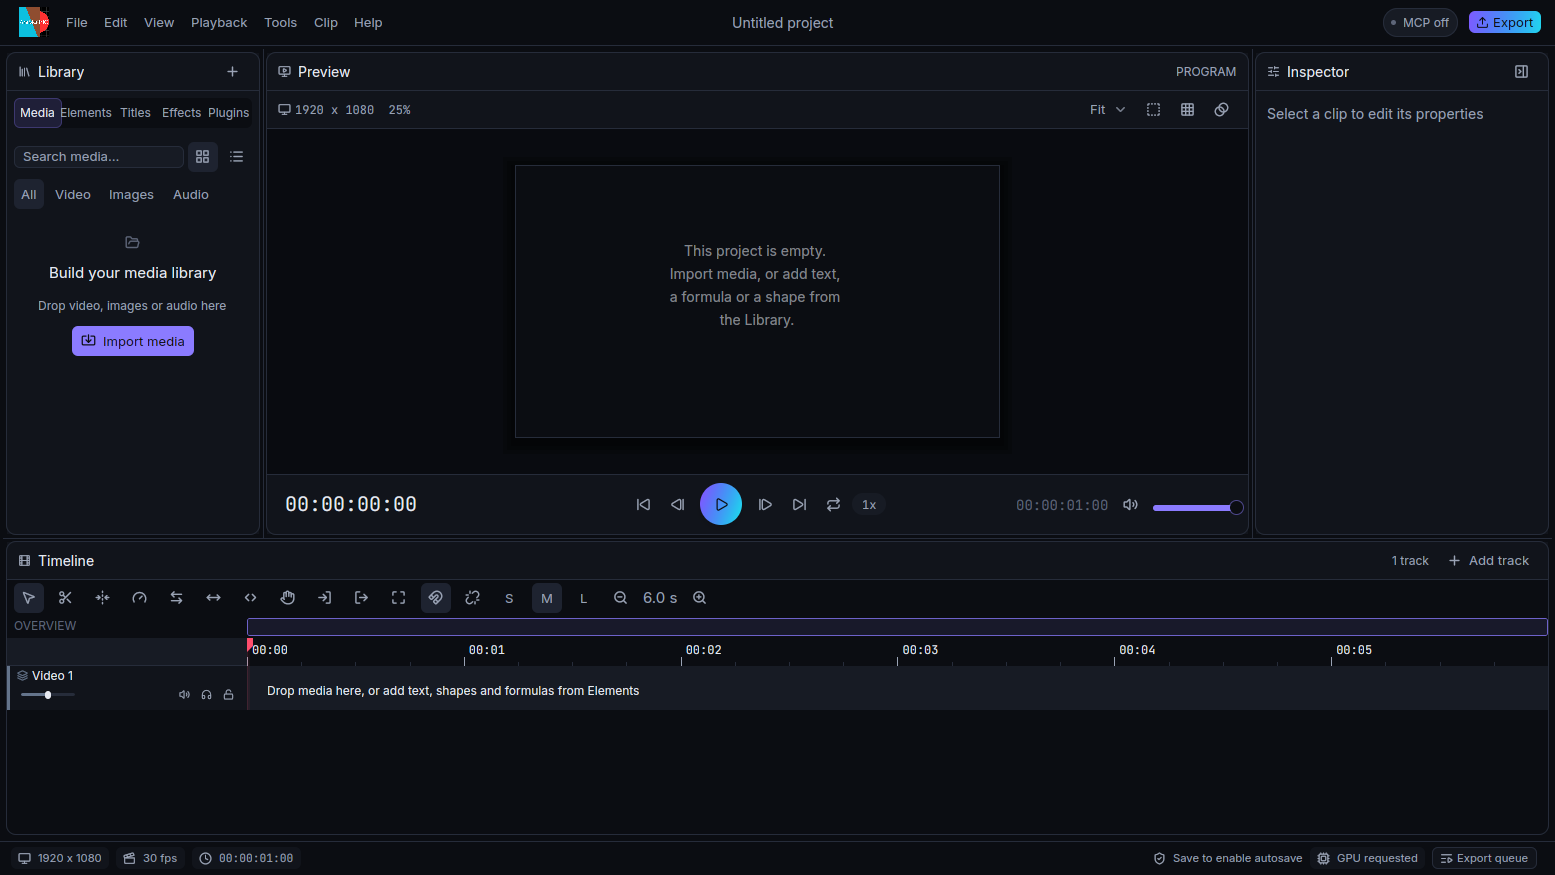 File Edit View Playback Tools Clip Help
Untitled project
MCP off
Export
Library
Media Elements Titles Effects Plugins
Search media...
All Video Images Audio
Build your media library
Drop video, images or audio here
Import media
Preview
PROGRAM
1920 x 1080 25%
Fit
This project is empty.
Import media, or add text,
a formula or a shape from
the Library.
00:00:00:00
1x
00:00:01:00
Inspector
Select a clip to edit its properties
Timeline
1 track
Add track
S M L
6.0 s
OVERVIEW
00:00 00:01 00:02 00:03 00:04 00:05
Video 1
Drop media here, or add text, shapes and formulas from Elements
1920 x 1080
30 fps
00:00:01:00
Save to enable autosave
GPU requested
Export queue